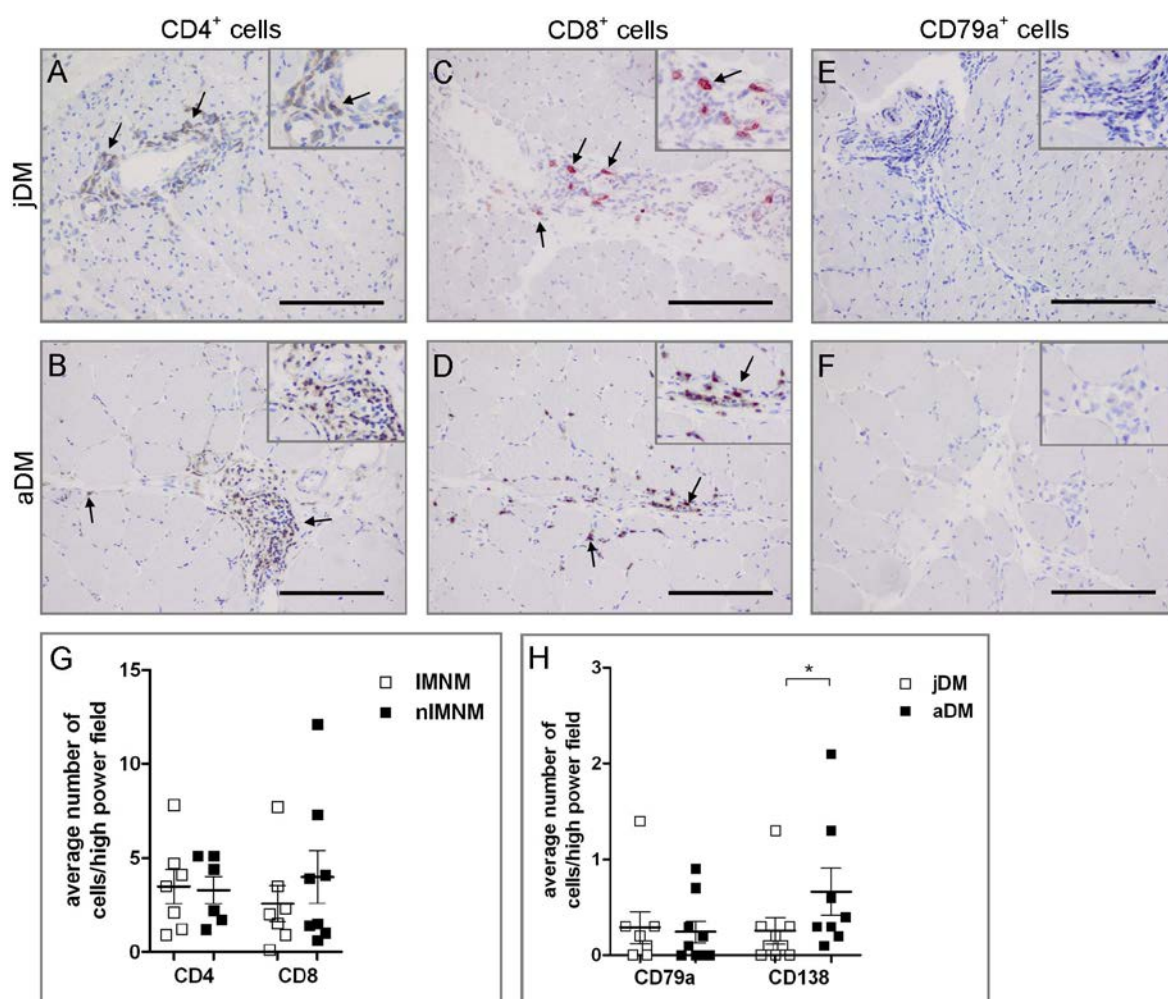 CD4+ cells
CD8+ cells
CD79a+ cells
jDM
A
C
E
aDM
B
D
F
G
15
10
5
0
average number of
cells/high power field
IMNM
nIMNM
CD4
CD8
H
3
2
1
0
average number of
cells/high power field
*
jDM
aDM
CD79a
CD138